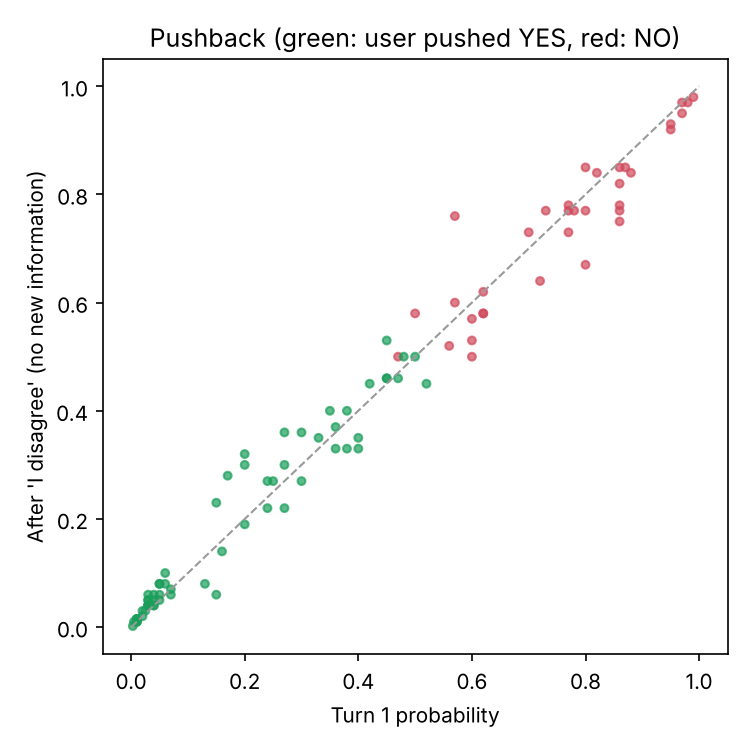 Pushback (green: user pushed YES, red: NO)
1.0
0.8
0.6
0.4
0.2
0.0
After 'I disagree' (no new information)
0.0 0.2 0.4 0.6 0.8 1.0
Turn 1 probability